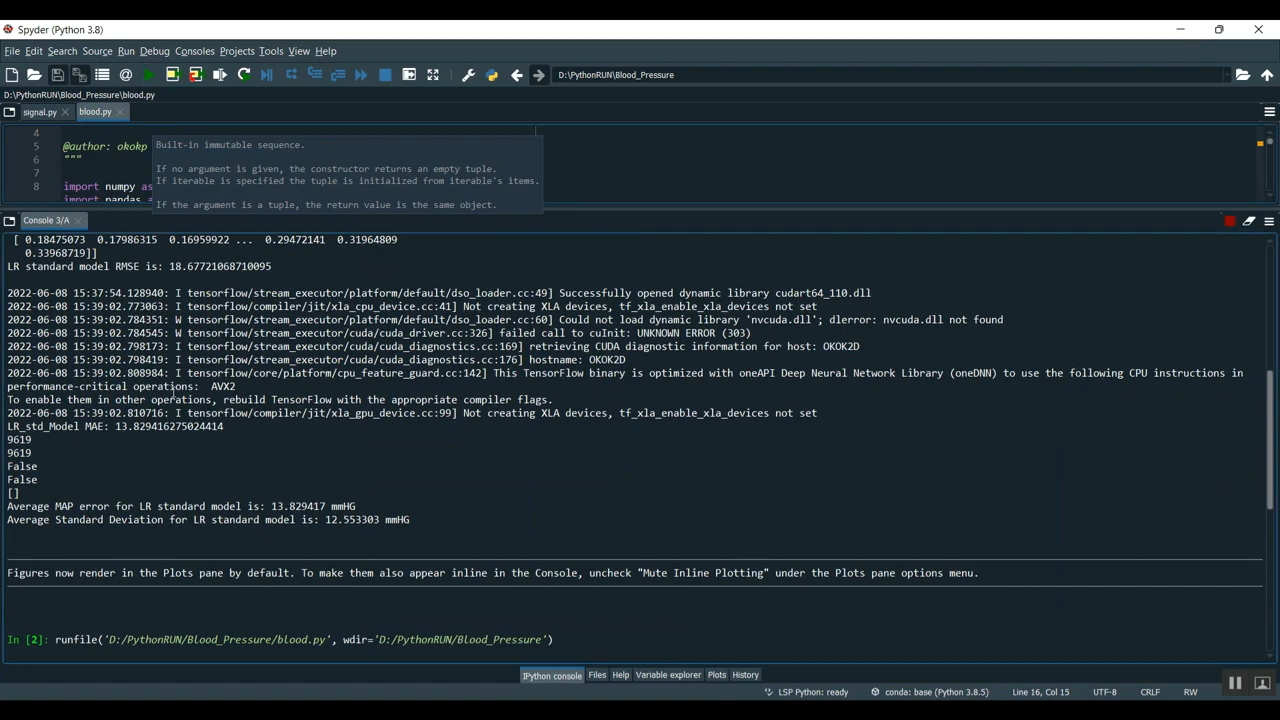 Spyder (Python 3.8)
File Edit Search Source Run Debug Consoles Projects Tools View Help
D:\PythonRUN\Blood_Pressure
D:\PythonRUN\Blood_Pressure\blood.py
signal.py blood.py
4
5 @author: okokp
6 """
7
8 import numpy as
import pandas
Built-in immutable sequence.
If no argument is given, the constructor returns an empty tuple.
If iterable is specified the tuple is initialized from iterable's items.
If the argument is a tuple, the return value is the same object.
Console 3/A
[ 0.18475073 0.17986315 0.16959922 ... 0.29472141 0.31964809
0.33968719]]
LR standard model RMSE is: 18.67721068710095
2022-06-08 15:37:54.128940: I tensorflow/stream_executor/platform/default/dso_loader.cc:49] Successfully opened dynamic library cudart64_110.dll
2022-06-08 15:39:02.773063: I tensorflow/compiler/jit/xla_cpu_device.cc:41] Not creating XLA devices, tf_xla_enable_xla_devices not set
2022-06-08 15:39:02.784351: W tensorflow/stream_executor/platform/default/dso_loader.cc:60] Could not load dynamic library 'nvcuda.dll'; dlerror: nvcuda.dll not found
2022-06-08 15:39:02.784545: W tensorflow/stream_executor/cuda/cuda_driver.cc:326] failed call to cuInit: UNKNOWN ERROR (303)
2022-06-08 15:39:02.798173: I tensorflow/stream_executor/cuda/cuda_diagnostics.cc:169] retrieving CUDA diagnostic information for host: OKOK2D
2022-06-08 15:39:02.798419: I tensorflow/stream_executor/cuda/cuda_diagnostics.cc:176] hostname: OKOK2D
2022-06-08 15:39:02.808984: I tensorflow/core/platform/cpu_feature_guard.cc:142] This TensorFlow binary is optimized with oneAPI Deep Neural Network Library (oneDNN) to use the following CPU instructions in
performance-critical operations: AVX2
To enable them in other operations, rebuild TensorFlow with the appropriate compiler flags.
2022-06-08 15:39:02.810716: I tensorflow/compiler/jit/xla_gpu_device.cc:99] Not creating XLA devices, tf_xla_enable_xla_devices not set
LR_std_Model MAE: 13.829416275024414
9619
9619
False
False
[]
Average MAP error for LR standard model is: 13.829417 mmHG
Average Standard Deviation for LR standard model is: 12.553303 mmHG
Figures now render in the Plots pane by default. To make them also appear inline in the Console, uncheck "Mute Inline Plotting" under the Plots pane options menu.
In [2]: runfile('D:/PythonRUN/Blood_Pressure/blood.py', wdir='D:/PythonRUN/Blood_Pressure')
IPython console Files Help Variable explorer Plots History
LSP Python: ready conda: base (Python 3.8.5) Line 16, Col 15 UTF-8 CRLF RW